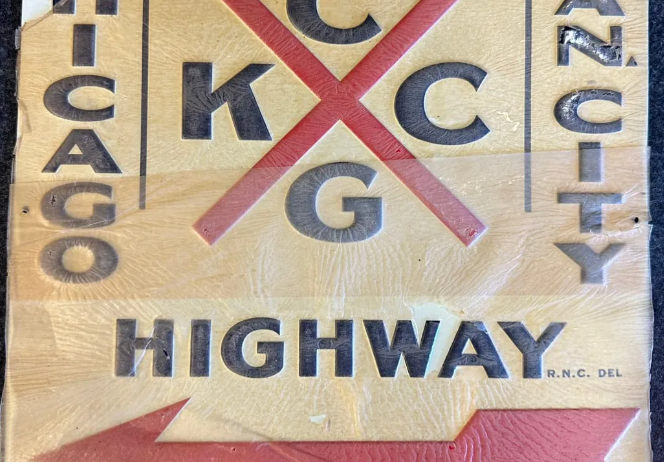 HICAGO
C
K C
G
AN.
CITY
HIGHWAY
R.N.C. DEL